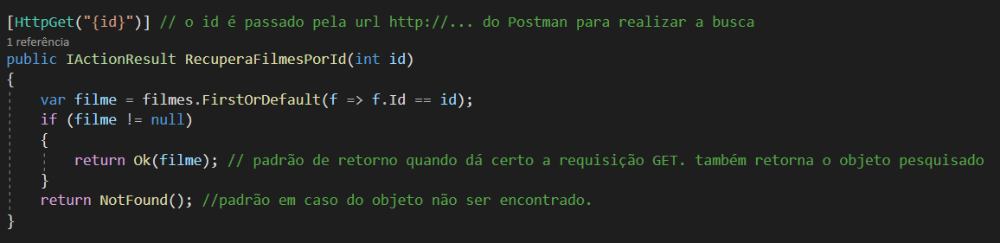 [HttpGet("{id}")] // o id é passado pela url http://... do Postman para realizar a busca
1 referência
public IActionResult RecuperaFilmesPorId(int id)
{
    var filme = filmes.FirstOrDefault(f => f.Id == id);
    if (filme != null)
    {
        return Ok(filme); // padrão de retorno quando dá certo a requisição GET. também retorna o objeto pesquisado
    }
    return NotFound(); //padrão em caso do objeto não ser encontrado.
}